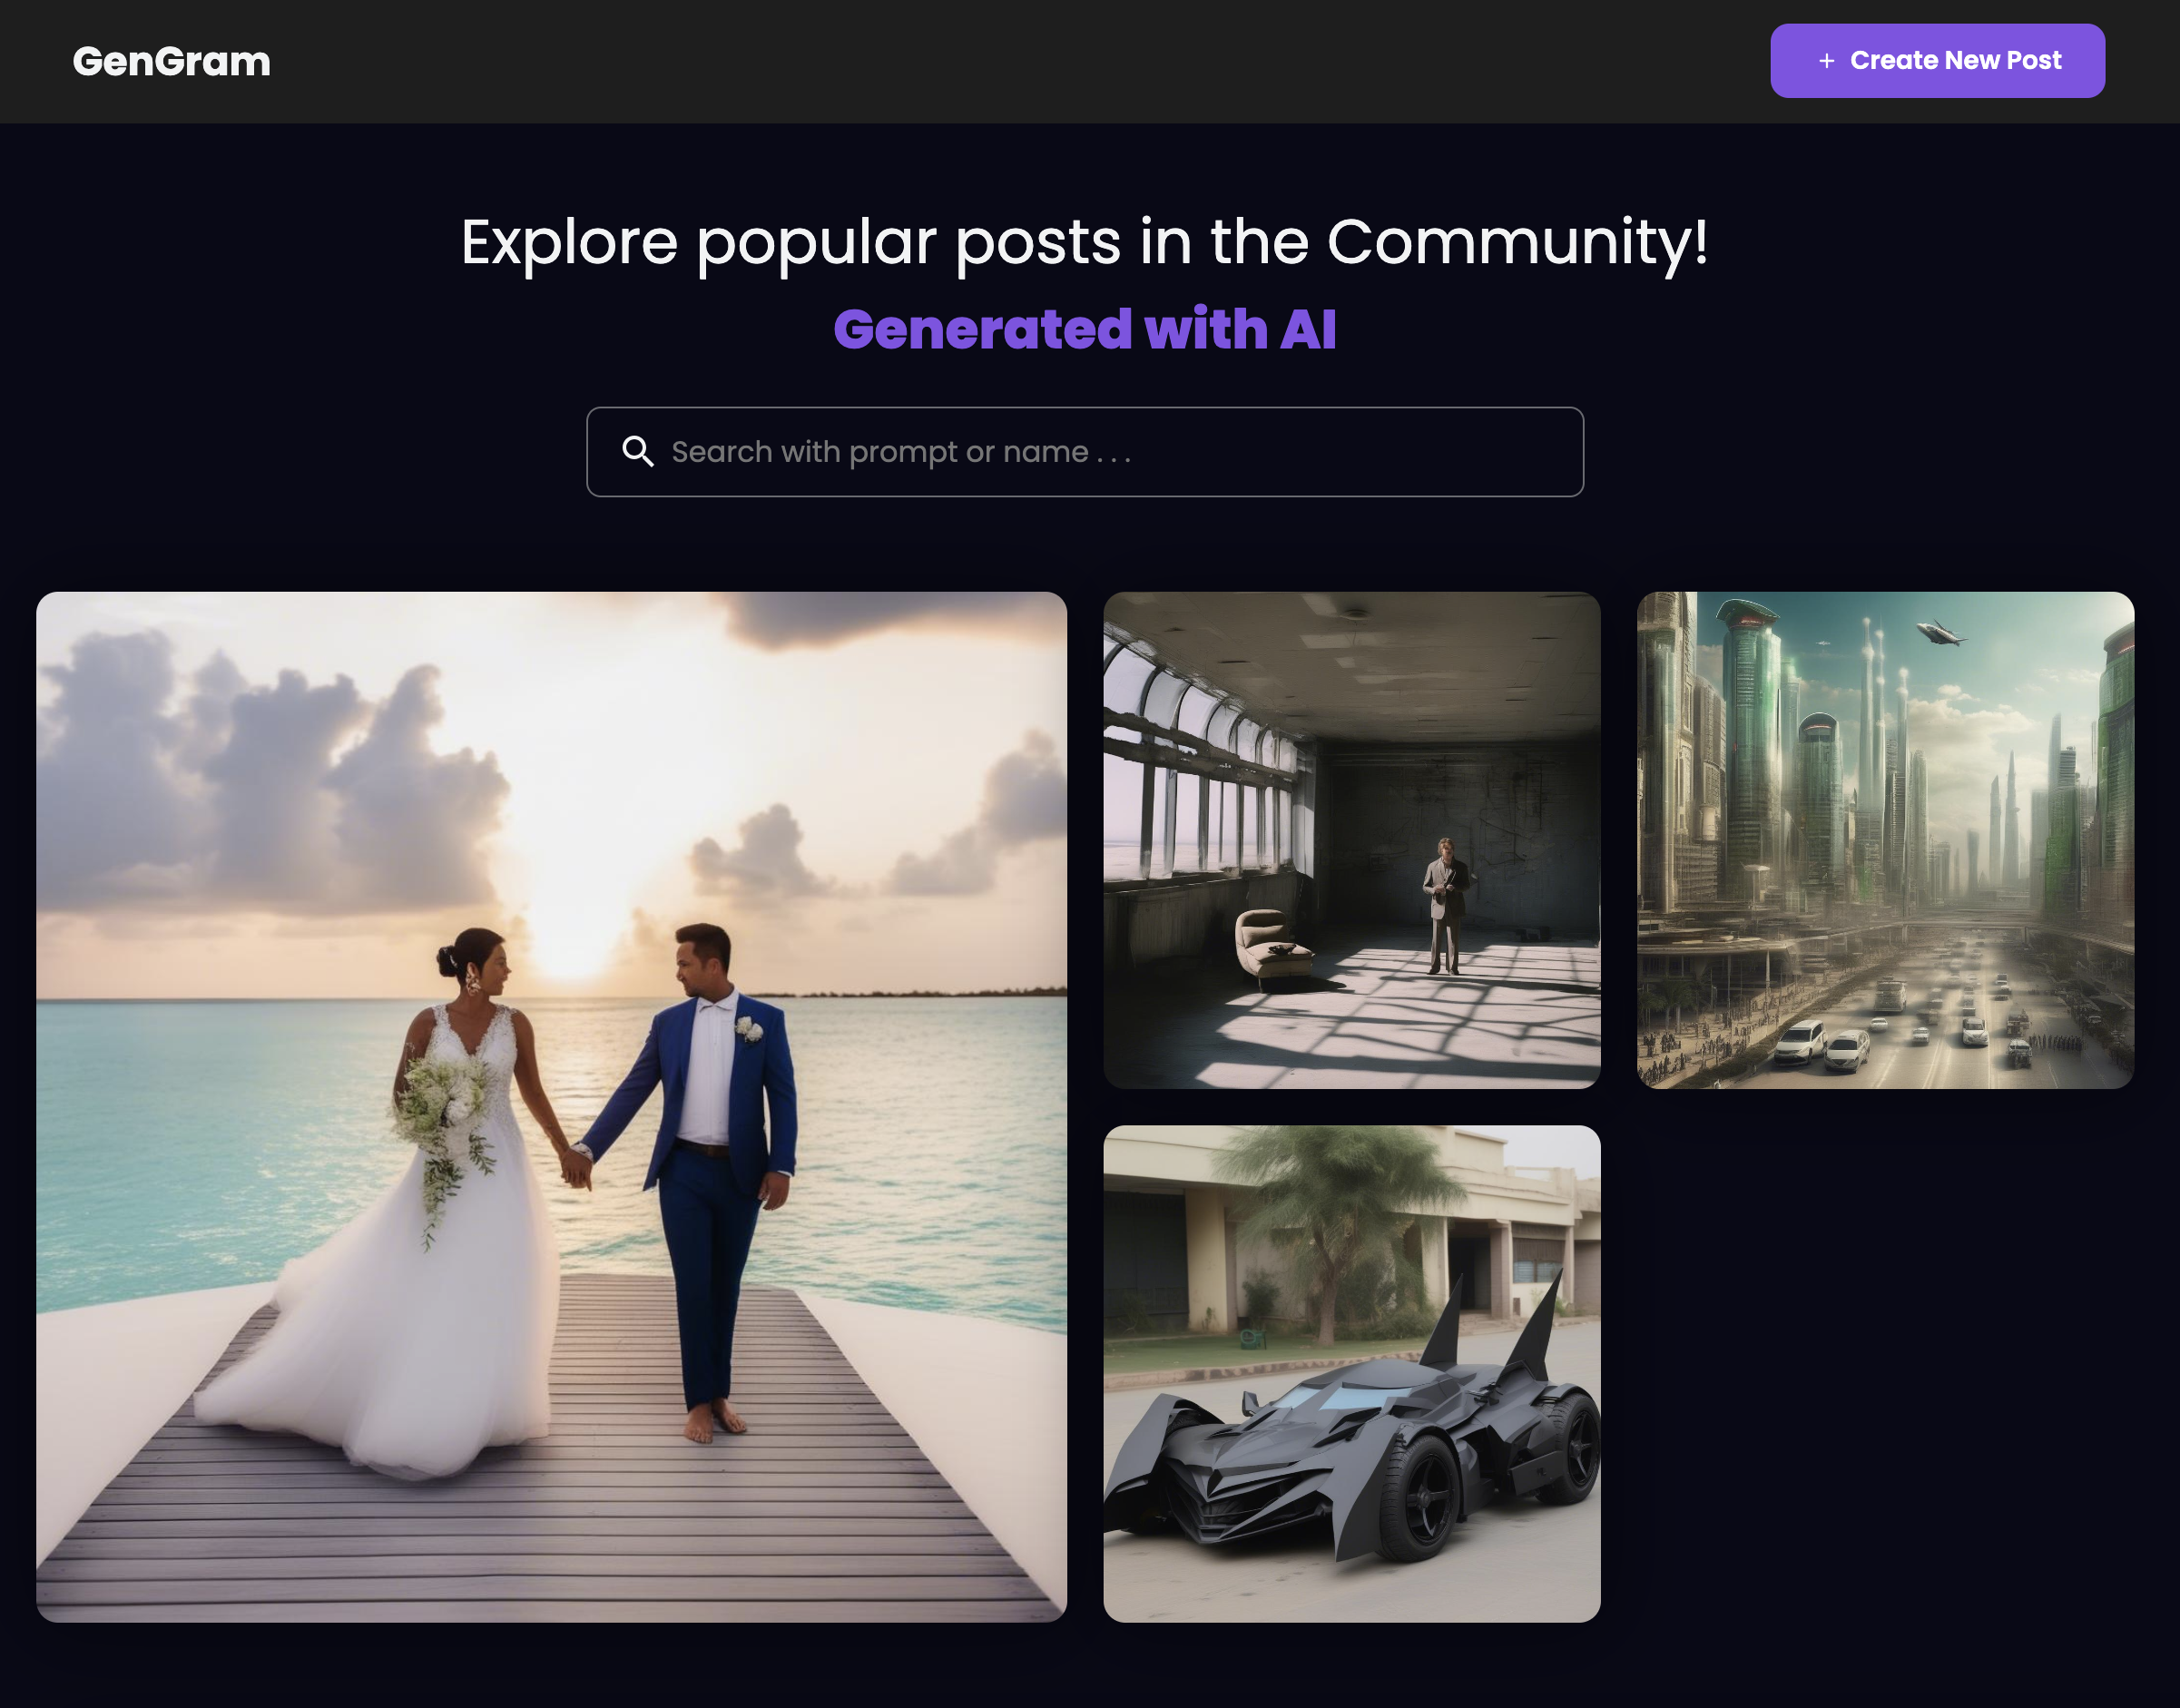 GenGram
+ Create New Post
Explore popular posts in the Community!
Generated with AI
Search with prompt or name . . .